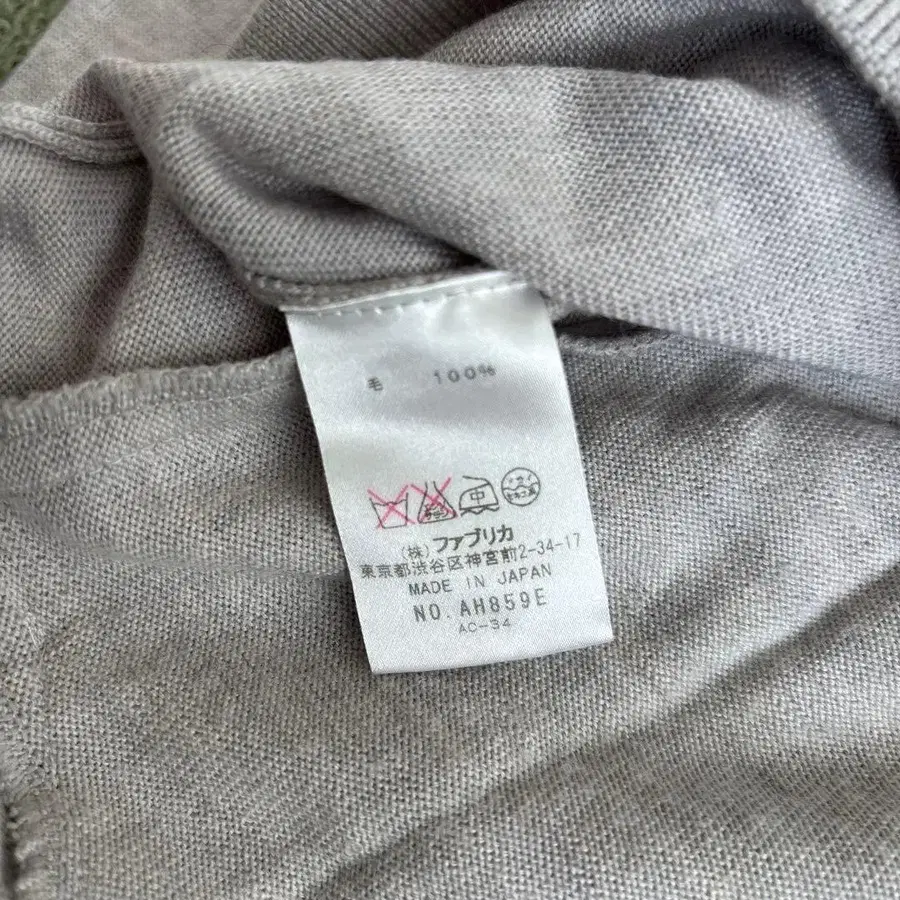 毛 100%
中
(株)ファブリカ
東京都渋谷区神宮前2-34-17
MADE IN JAPAN
NO.AH859E
AC-34